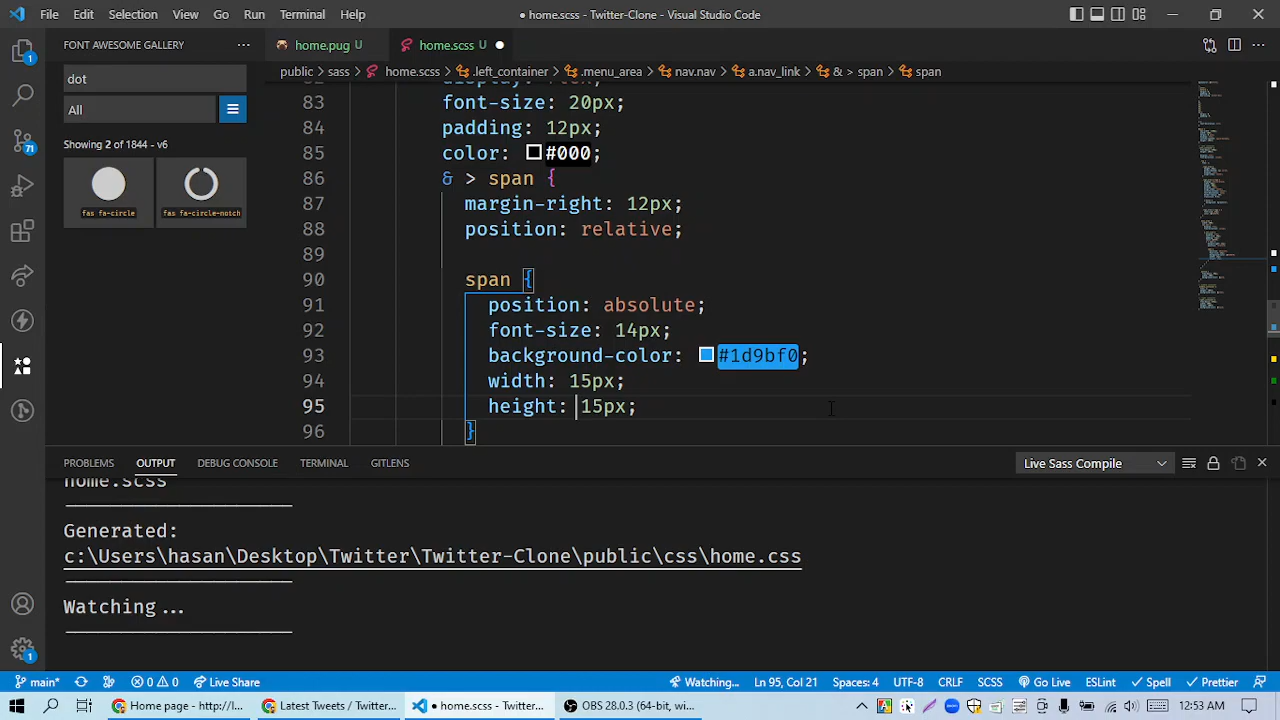 File Edit Selection View Go Run Terminal Help
● home.scss - Twitter-Clone - Visual Studio Code
FONT AWESOME GALLERY ...
home.pug U
home.scss U ●
dot
All
Showing 2 of 1844 - v6
fas fa-circle
fas fa-circle-notch
public > sass > home.scss > .left_container > .menu_area > nav.nav > a.nav_link > & > span > span
83 font-size: 20px;
84 padding: 12px;
85 color: #000;
86 & > span {
87 margin-right: 12px;
88 position: relative;
89
90 span {
91 position: absolute;
92 font-size: 14px;
93 background-color: #1d9bf0;
94 width: 15px;
95 height: 15px;
96 }
PROBLEMS OUTPUT DEBUG CONSOLE TERMINAL GITLENS
Live Sass Compile
home.scss
Generated:
c:\Users\hasan\Desktop\Twitter\Twitter-Clone\public\css\home.css
Watching...
1
71
1
main* 0 0 Live Share Watching... Ln 95, Col 21 Spaces: 4 UTF-8 CRLF SCSS Go Live ESLint Spell Prettier
Home page - http://l... Latest Tweets / Twitter... ● home.scss - Twitter-... OBS 28.0.3 (64-bit, wi... 12:53 AM